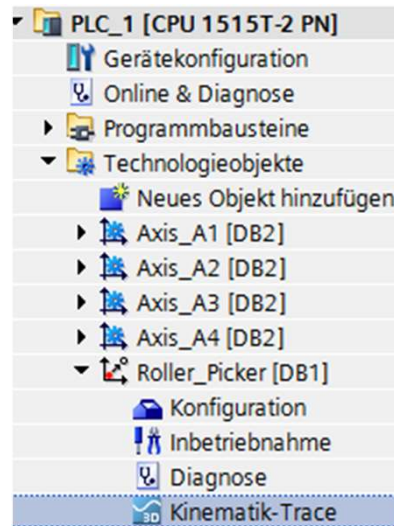 PLC_1 [CPU 1515T-2 PN]
Gerätekonfiguration
Online & Diagnose
Programmbausteine
Technologieobjekte
Neues Objekt hinzufügen
Axis_A1 [DB2]
Axis_A2 [DB2]
Axis_A3 [DB2]
Axis_A4 [DB2]
Roller_Picker [DB1]
Konfiguration
Inbetriebnahme
Diagnose
3D
Kinematik-Trace